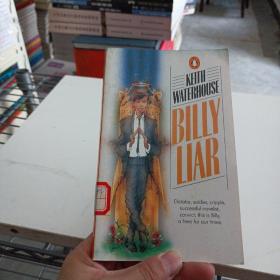 KEITH
WATERHOUSE
BILLY
LIAR
Dictator, soldier, cripple,
successful novelist,
convict, this is Billy,
a hero for our times